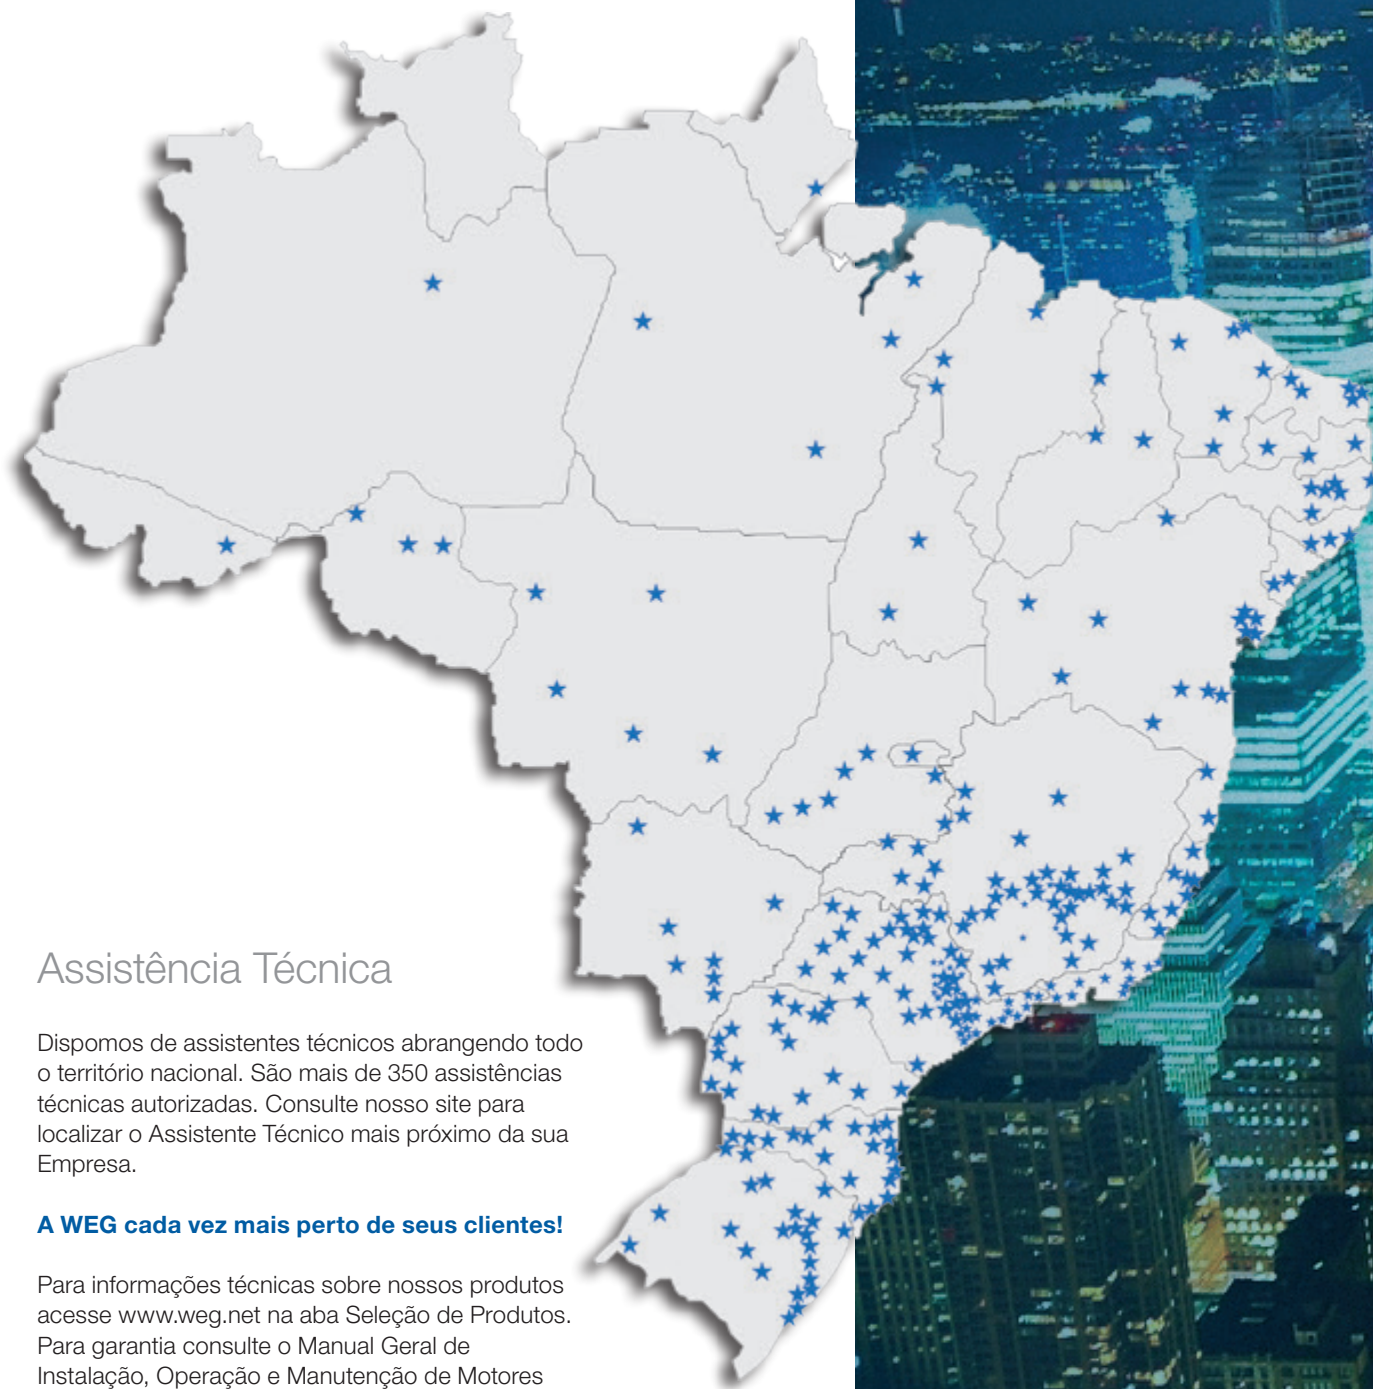 Assistência Técnica
Dispomos de assistentes técnicos abrangendo todo
o território nacional. São mais de 350 assistências
técnicas autorizadas. Consulte nosso site para
localizar o Assistente Técnico mais próximo da sua
Empresa.
A WEG cada vez mais perto de seus clientes!
Para informações técnicas sobre nossos produtos
acesse www.weg.net na aba Seleção de Produtos.
Para garantia consulte o Manual Geral de
Instalação, Operação e Manutenção de Motores